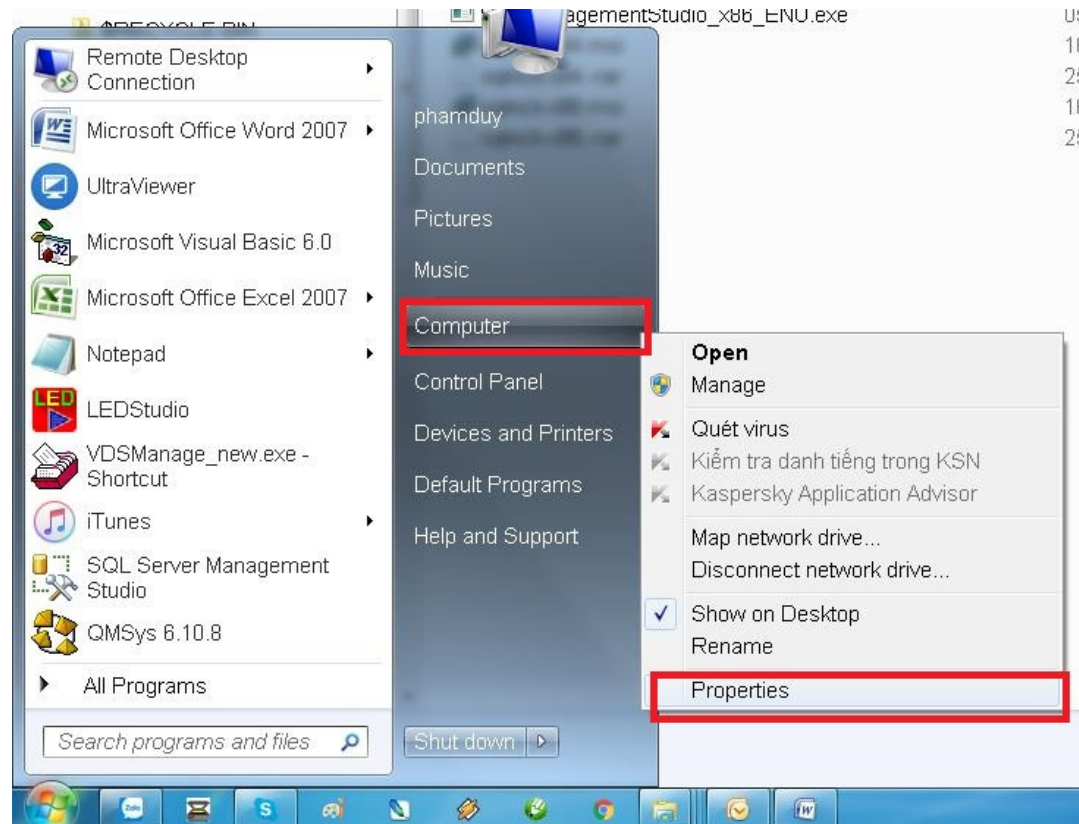 $RECYCLE.BIN
agementStudio_x86_ENU.exe
Remote Desktop
Connection
Microsoft Office Word 2007
UltraViewer
Microsoft Visual Basic 6.0
Microsoft Office Excel 2007
Notepad
LEDStudio
VDSManage_new.exe -
Shortcut
iTunes
SQL Server Management
Studio
QMSys 6.10.8
All Programs
Search programs and files
phamduy
Documents
Pictures
Music
Computer
Control Panel
Devices and Printers
Default Programs
Help and Support
Shut down
Open
Manage
Quét virus
Kiểm tra danh tiếng trong KSN
Kaspersky Application Advisor
Map network drive...
Disconnect network drive...
Show on Desktop
Rename
Properties